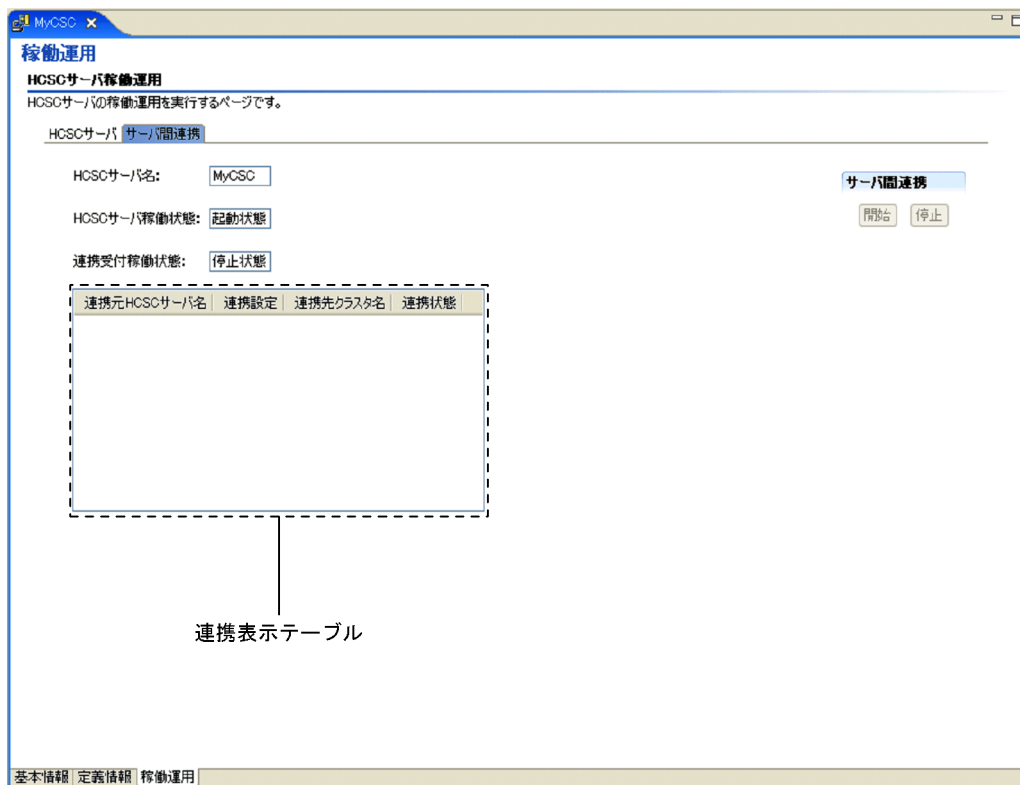 MyCSC
稼働運用
HCSCサーバ稼働運用
HCSCサーバの稼働運用を実行するページです。
HCSCサーバ サーバ間連携
HCSCサーバ名: MyCSC
サーバ間連携
HCSCサーバ稼働状態: 起動状態
開始 停止
連携受付稼働状態: 停止状態
連携元HCSCサーバ名 連携設定 連携先クラスタ名 連携状態
連携表示テーブル
基本情報 定義情報 稼働運用